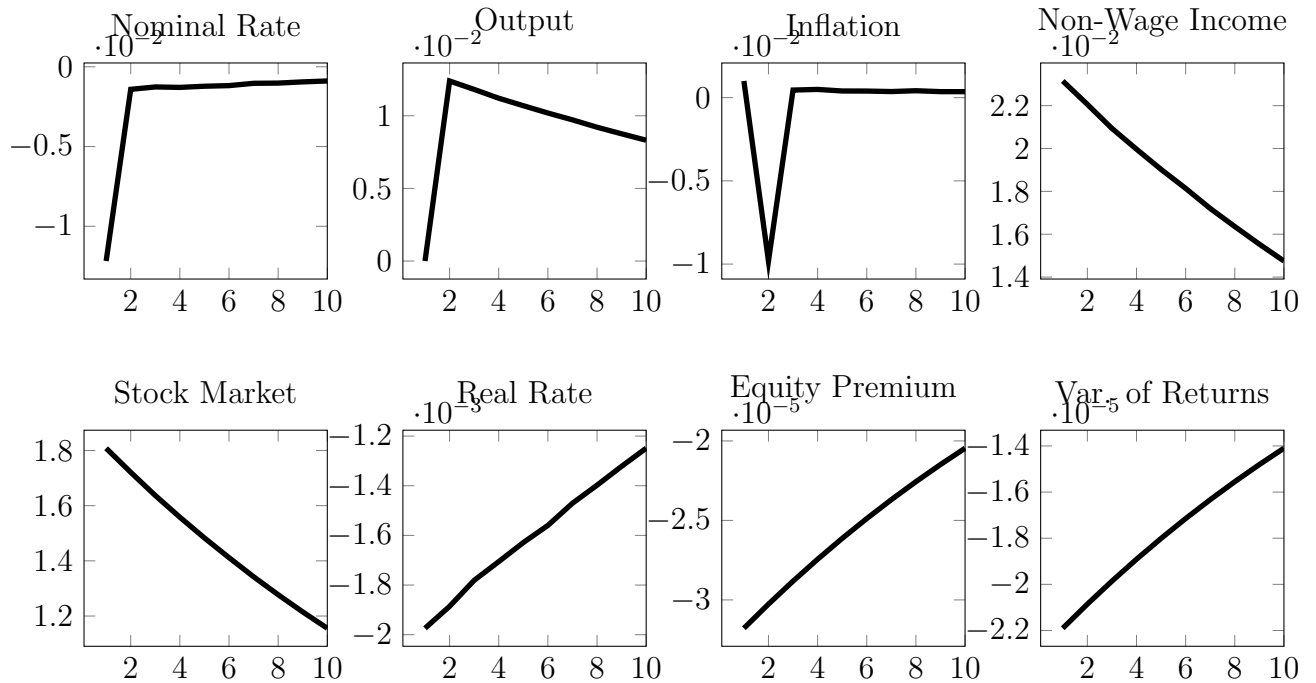 Nominal Rate
·10⁻²
0
−0.5
−1
2 4 6 8 10
Output
·10⁻²
1
0.5
0
2 4 6 8 10
Inflation
·10⁻²
0
−0.5
−1
2 4 6 8 10
Non-Wage Income
·10⁻²
2.2
2
1.8
1.6
1.4
2 4 6 8 10
Stock Market
1.8
1.6
1.4
1.2
2 4 6 8 10
Real Rate
·10⁻³
−1.2
−1.4
−1.6
−1.8
−2
2 4 6 8 10
Equity Premium
·10⁻⁵
−2
−2.5
−3
2 4 6 8 10
Var. of Returns
·10⁻⁵
−1.4
−1.6
−1.8
−2
−2.2
2 4 6 8 10